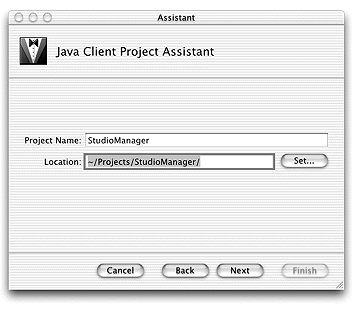 Assistant
Java Client Project Assistant
Project Name: StudioManager
Location: ~/Projects/StudioManager/ Set...
Cancel Back Next Finish